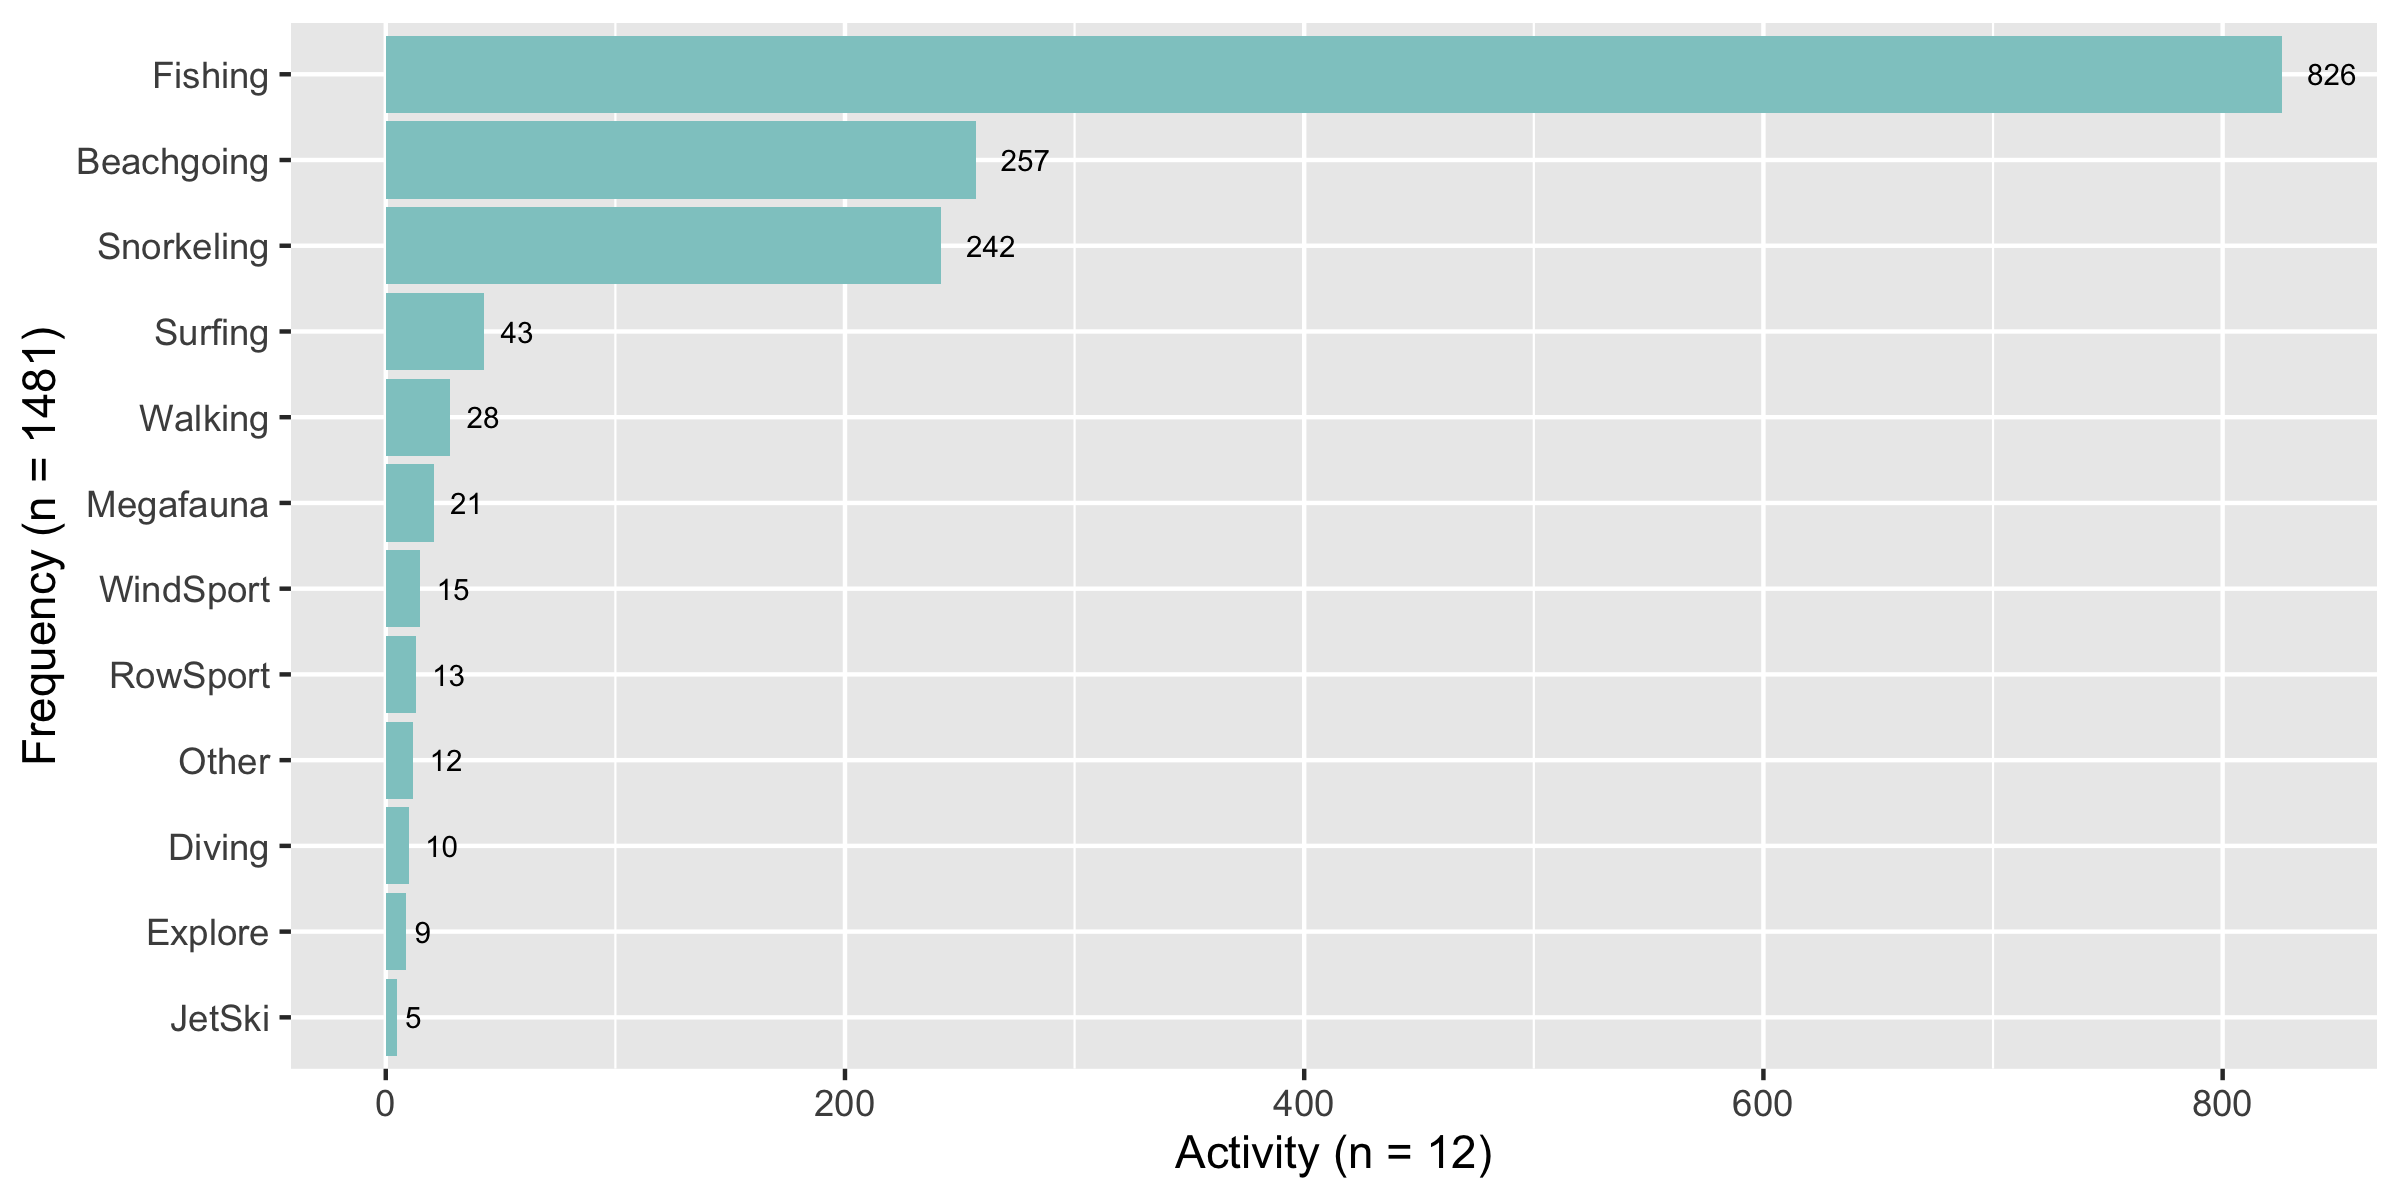 Fishing 826
Beachgoing 257
Snorkeling 242
Surfing 43
Walking 28
Megafauna 21
WindSport 15
RowSport 13
Other 12
Diving 10
Explore 9
JetSki 5
0 200 400 600 800
Activity (n = 12)
Frequency (n = 1481)